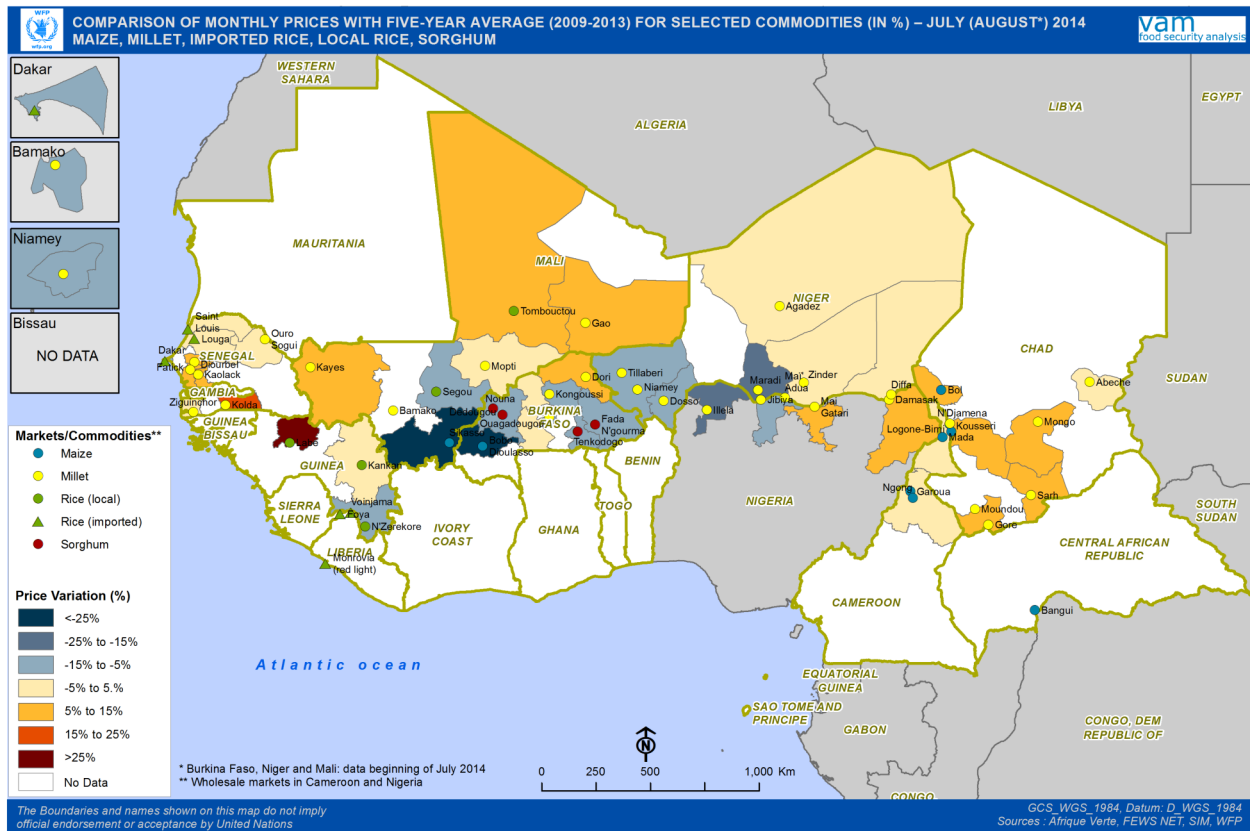 WFP
wfp.org
COMPARISON OF MONTHLY PRICES WITH FIVE-YEAR AVERAGE (2009-2013) FOR SELECTED COMMODITIES (IN %) – JULY (AUGUST*) 2014
MAIZE, MILLET, IMPORTED RICE, LOCAL RICE, SORGHUM
vam
food security analysis
Dakar
Bamako
Niamey
Bissau
NO DATA
WESTERN
SAHARA
ALGERIA
LIBYA
EGYPT
MAURITANIA
MALI
NIGER
CHAD
SUDAN
Tombouctou
Gao
Agadez
Saint
Louis
Louga
Ouro
Sogui
Dakar
SENEGAL
Diourbel
Fatick
Kaolack
GAMBIA
Ziguinchor
Kolda
GUINEA
BISSAU
Kayes
Mopti
Segou
Bamako
Dori
Kongoussi
Nouna
Dedougou
Ouagadougou
BURKINA
FASO
Sikasso
Bobo
Dioulasso
Fada
N'gourma
Tenkodogo
Tillaberi
Niamey
Dosso
Illela
Maradi
Mai'
Adua
Zinder
Jibiya
Mai
Gatari
Diffa
Damasak
Bol
N'Djamena
Logone-Birni
Kousseri
Mada
Abeche
Mongo
Ngong
Garoua
Sarh
Moundou
Gore
Labe
GUINEA
Kankan
Voinjama
Foya
N'Zerekore
SIERRA
LEONE
LIBERIA
Monrovia
(red light)
IVORY
COAST
GHANA
TOGO
BENIN
NIGERIA
CAMEROON
CENTRAL AFRICAN
REPUBLIC
Bangui
SOUTH
SUDAN
EQUATORIAL
GUINEA
SAO TOME AND
PRINCIPE
GABON
CONGO, DEM
REPUBLIC OF
CONGO
Atlantic ocean
Markets/Commodities**
Maize
Millet
Rice (local)
Rice (imported)
Sorghum
Price Variation (%)
<-25%
-25% to -15%
-15% to -5%
-5% to 5.%
5% to 15%
15% to 25%
>25%
No Data
* Burkina Faso, Niger and Mali: data beginning of July 2014
** Wholesale markets in Cameroon and Nigeria
N
0 250 500 1,000 Km
The Boundaries and names shown on this map do not imply
official endorsement or acceptance by United Nations
GCS_WGS_1984, Datum: D_WGS_1984
Sources : Afrique Verte, FEWS NET, SIM, WFP